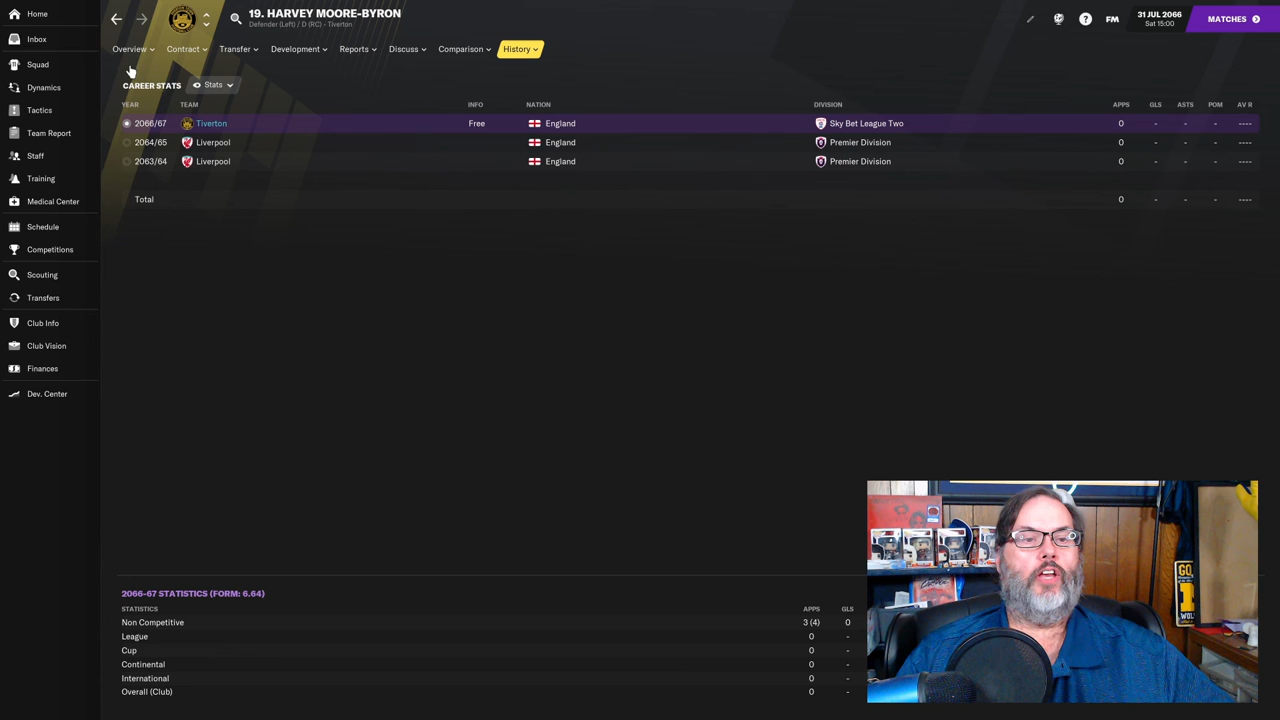 Home
Inbox
Squad
Dynamics
Tactics
Team Report
Staff
Training
Medical Center
Schedule
Competitions
Scouting
Transfers
Club Info
Club Vision
Finances
Dev. Center
19. HARVEY MOORE-BYRON
Defender (Left) / D (RC) - Tiverton
FM
31 JUL 2066
Sat 15:00
MATCHES
Overview Contract Transfer Development Reports Discuss Comparison History
CAREER STATS Stats
YEAR TEAM INFO NATION DIVISION APPS GLS ASTS POM AV R
2066/67 Tiverton Free England Sky Bet League Two 0 - - - ----
2064/65 Liverpool England Premier Division 0 - - - ----
2063/64 Liverpool England Premier Division 0 - - - ----
Total 0 - - - ----
2066-67 STATISTICS (FORM: 6.64)
STATISTICS APPS GLS
Non Competitive 3 (4) 0
League 0 -
Cup 0 -
Continental 0 -
International 0 -
Overall (Club) 0 -
GO